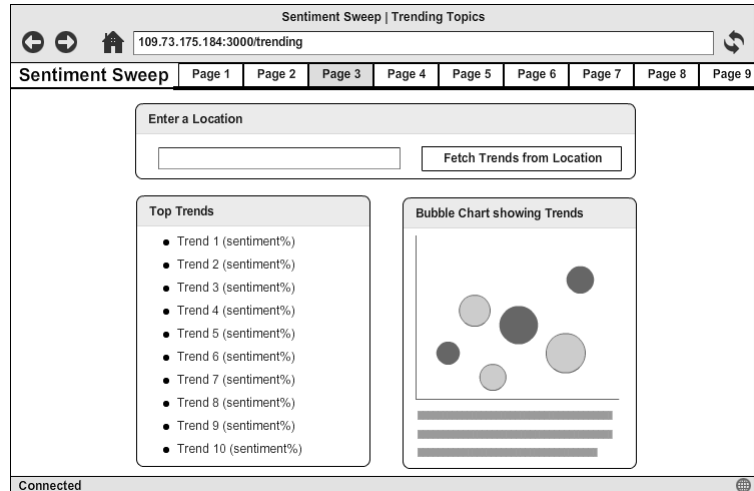 Sentiment Sweep | Trending Topics
109.73.175.184:3000/trending
Sentiment Sweep Page 1 Page 2 Page 3 Page 4 Page 5 Page 6 Page 7 Page 8 Page 9
Enter a Location
Fetch Trends from Location
Top Trends
Trend 1 (sentiment%)
Trend 2 (sentiment%)
Trend 3 (sentiment%)
Trend 4 (sentiment%)
Trend 5 (sentiment%)
Trend 6 (sentiment%)
Trend 7 (sentiment%)
Trend 8 (sentiment%)
Trend 9 (sentiment%)
Trend 10 (sentiment%)
Bubble Chart showing Trends
Connected